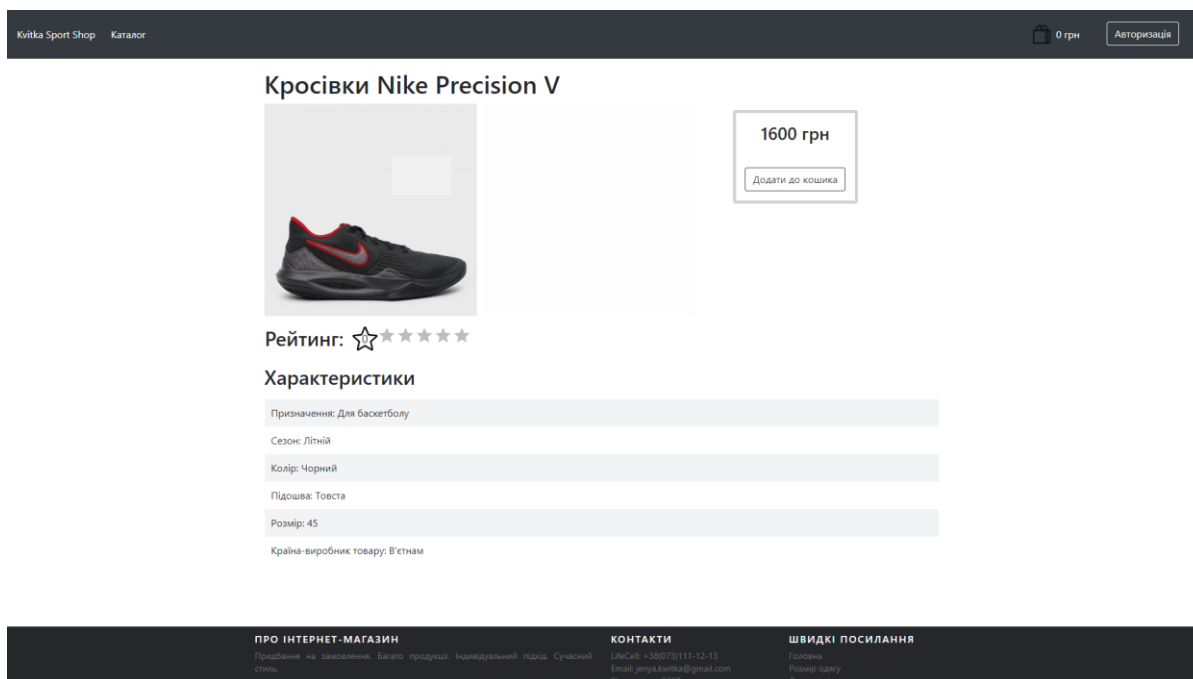 Kvitka Sport Shop Каталог 0 грн Авторизація
Кросівки Nike Precision V
1600 грн
Додати до кошика
Рейтинг: 0
Характеристики
Призначення: Для баскетболу
Сезон: Літній
Колір: Чорний
Підошва: Товста
Розмір: 45
Країна-виробник товару: В'єтнам
ПРО ІНТЕРНЕТ-МАГАЗИН
Придбання на замовлення. Багато продукції. Індивідуальний підхід. Сучасний
стиль.
КОНТАКТИ
LifeCell: +38(073)111-12-13
Email: jenya.kwitka@gmail.com
ШВИДКІ ПОСИЛАННЯ
Головна
Розмір одягу